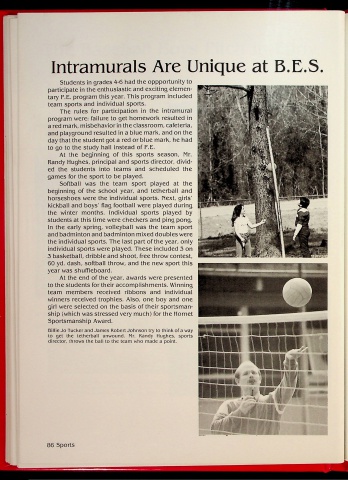 Intramurals Are Unique at B.E.S.
Students in grades 4-6 had the oppportunity to
participate in the enthusiastic and exciting elemen-
tary P.E. program this year. This program included
team sports and individual sports.
The rules for participation in the intramural
program were: failure to get homework resulted in
a red mark, misbehavior in the classroom, cafeteria,
and playground resulted in a blue mark, and on the
day that the student got a red or blue mark, he had
to go to the study hall instead of P.E.
At the beginning of this sports season, Mr.
Randy Hughes, principal and sports director, divid-
ed the students into teams and scheduled the
games for the sport to be played.
Softball was the team sport played at the
beginning of the school year, and tetherball and
horseshoes were the individual sports. Next, girls'
kickball and boys' flag football were played during
the winter months. Individual sports played by
students at this time were checkers and ping pong.
In the early spring, volleyball was the team sport
and badminton and badminton mixed doubles were
the individual sports. The last part of the year, only
individual sports were played. These included 3 on
3 basketball, dribble and shoot, free throw contest,
60 yd. dash, softball throw, and the new sport this
year was shuffleboard.
At the end of the year, awards were presented
to the students for their accomplishments. Winning
team members received ribbons and individual
winners received trophies. Also, one boy and one
girl were selected on the basis of their sportsman-
ship (which was stressed very much) for the Hornet
Sportsmanship Award.
Billie Jo Tucker and James Robert Johnson try to think of a way
to get the tetherball unwound. Mr. Randy Hughes, sports
director, throws the ball to the team who made a point.
86 Sports